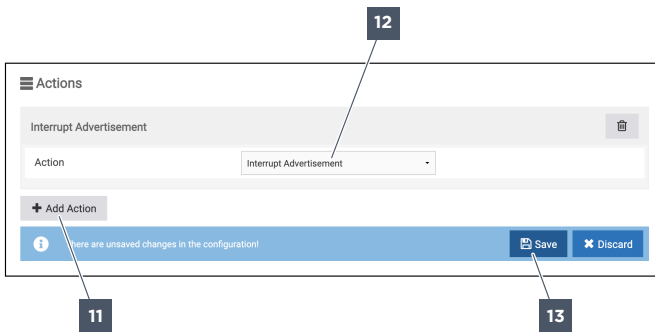 12
Actions
Interrupt Advertisement
Action Interrupt Advertisement
+ Add Action
here are unsaved changes in the configuration!
Save Discard
11 13